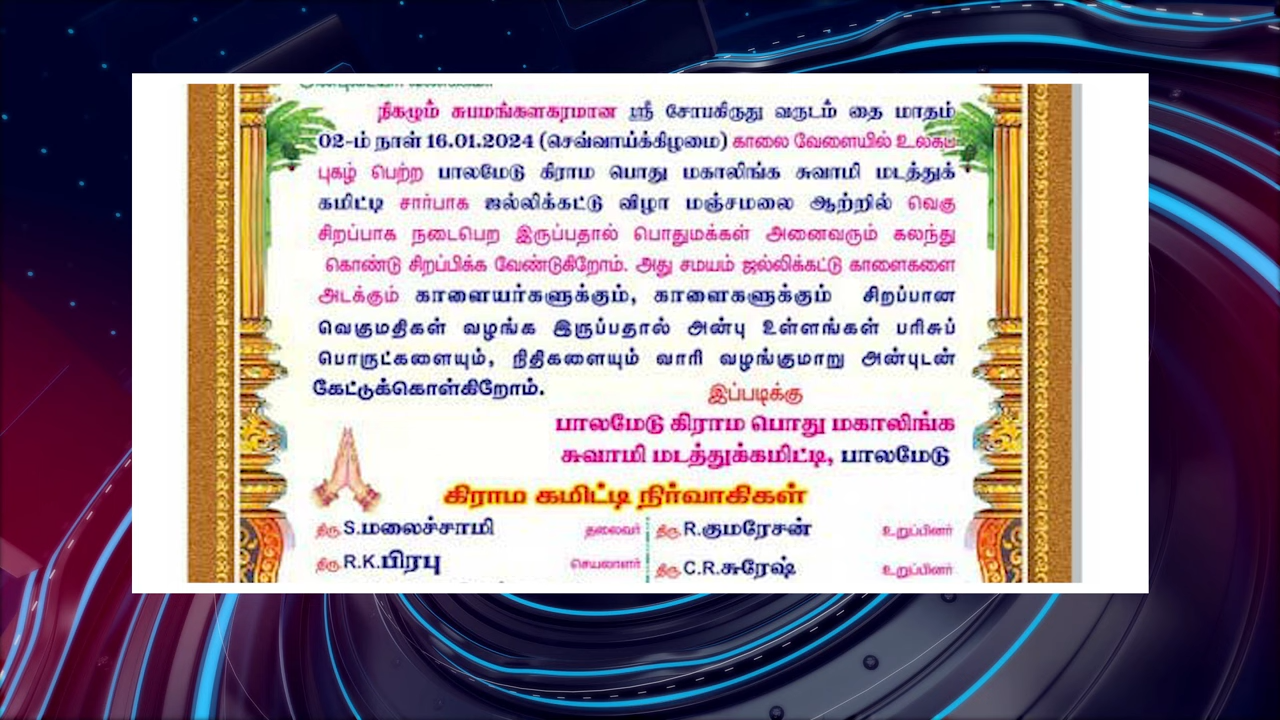 நிகழும் சுபமங்களகரமான ஸ்ரீ சோபகிருது வருடம் தை மாதம்
02-ம் நாள் 16.01.2024 (செவ்வாய்க்கிழமை) காலை வேளையில் உலகப்
புகழ் பெற்ற பாலமேடு கிராம பொது மகாலிங்க சுவாமி மடத்துக்
கமிட்டி சார்பாக ஜல்லிக்கட்டு விழா மஞ்சமலை ஆற்றில் வெகு
சிறப்பாக நடைபெற இருப்பதால் பொதுமக்கள் அனைவரும் கலந்து
கொண்டு சிறப்பிக்க வேண்டுகிறோம். அது சமயம் ஜல்லிக்கட்டு காளைகளை
அடக்கும் காளையர்களுக்கும், காளைகளுக்கும் சிறப்பான
வெகுமதிகள் வழங்க இருப்பதால் அன்பு உள்ளங்கள் பரிசுப்
பொருட்களையும், நிதிகளையும் வாரி வழங்குமாறு அன்புடன்
கேட்டுக்கொள்கிறோம்.
இப்படிக்கு
பாலமேடு கிராம பொது மகாலிங்க
சுவாமி மடத்துக்கமிட்டி, பாலமேடு
கிராம கமிட்டி நிர்வாகிகள்
திரு S.மலைச்சாமி தலைவர் திரு R.குமரேசன் உறுப்பினர்
திரு R.K.பிரபு செயலாளர் திரு C.R.சுரேஷ் உறுப்பினர்